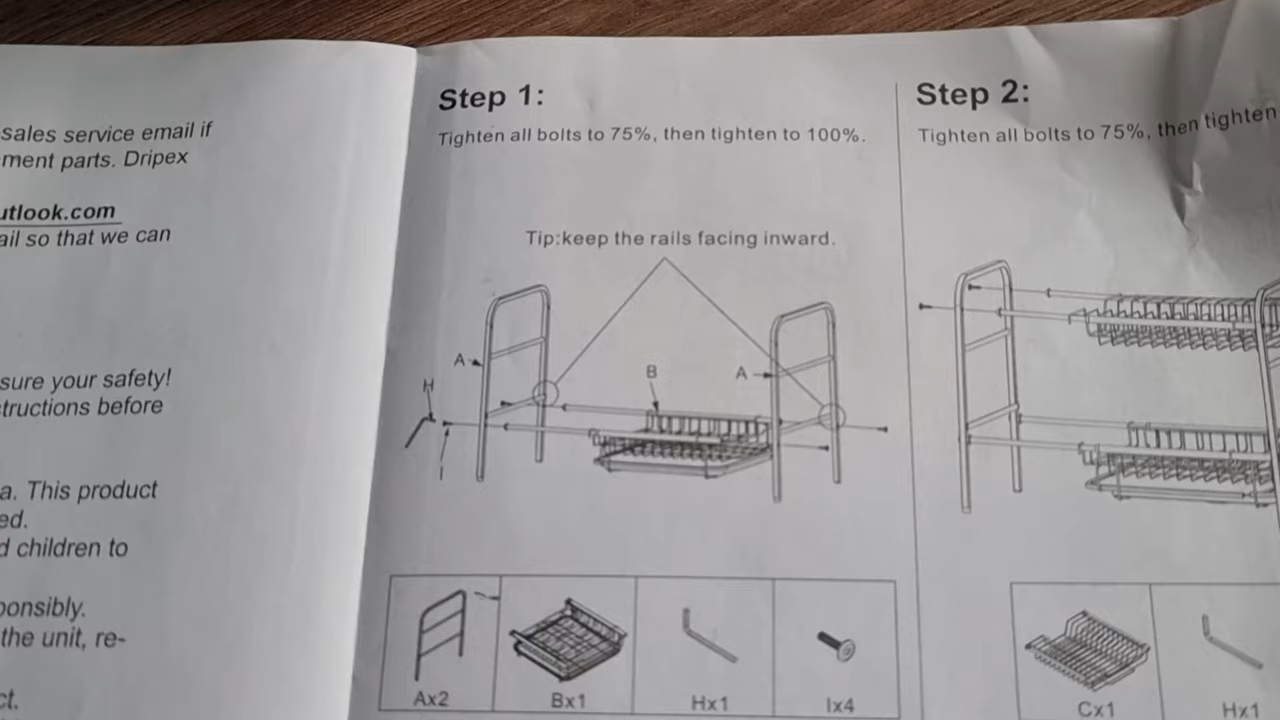 sales service email if
ment parts. Dripex
utlook.com
ail so that we can
sure your safety!
structions before
a. This product
ed.
d children to
ponsibly.
the unit, re-
ct.
Step 1:
Tighten all bolts to 75%, then tighten to 100%.
Tip:keep the rails facing inward.
A
B
A
H
I
Ax2
Bx1
Hx1
Ix4
Step 2:
Tighten all bolts to 75%, then tighten
Cx1
Hx1